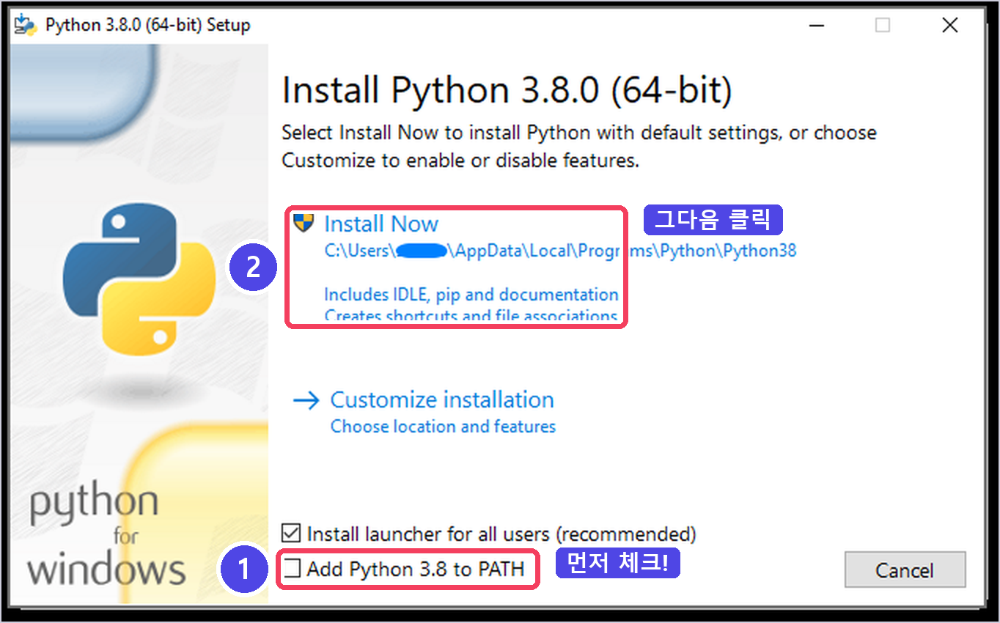 Python 3.8.0 (64-bit) Setup
Install Python 3.8.0 (64-bit)
Select Install Now to install Python with default settings, or choose
Customize to enable or disable features.
Install Now
그다음 클릭
C:\Users\ \AppData\Local\Progr ms\Python\Python38
2
Includes IDLE, pip and documentation
Creates shortcuts and file associations
Customize installation
Choose location and features
python
for
windows
Install launcher for all users (recommended)
1
Add Python 3.8 to PATH
먼저 체크!
Cancel